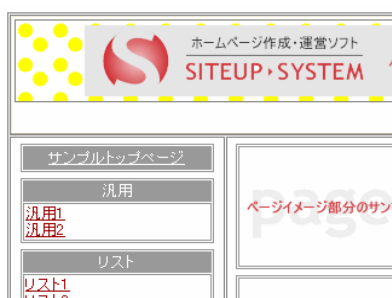 ホームページ作成・運営ソフト
SITEUP SYSTEM
サンプルトップページ
汎用
汎用1
汎用2
リスト
リスト1
page
ページイメージ部分のサン